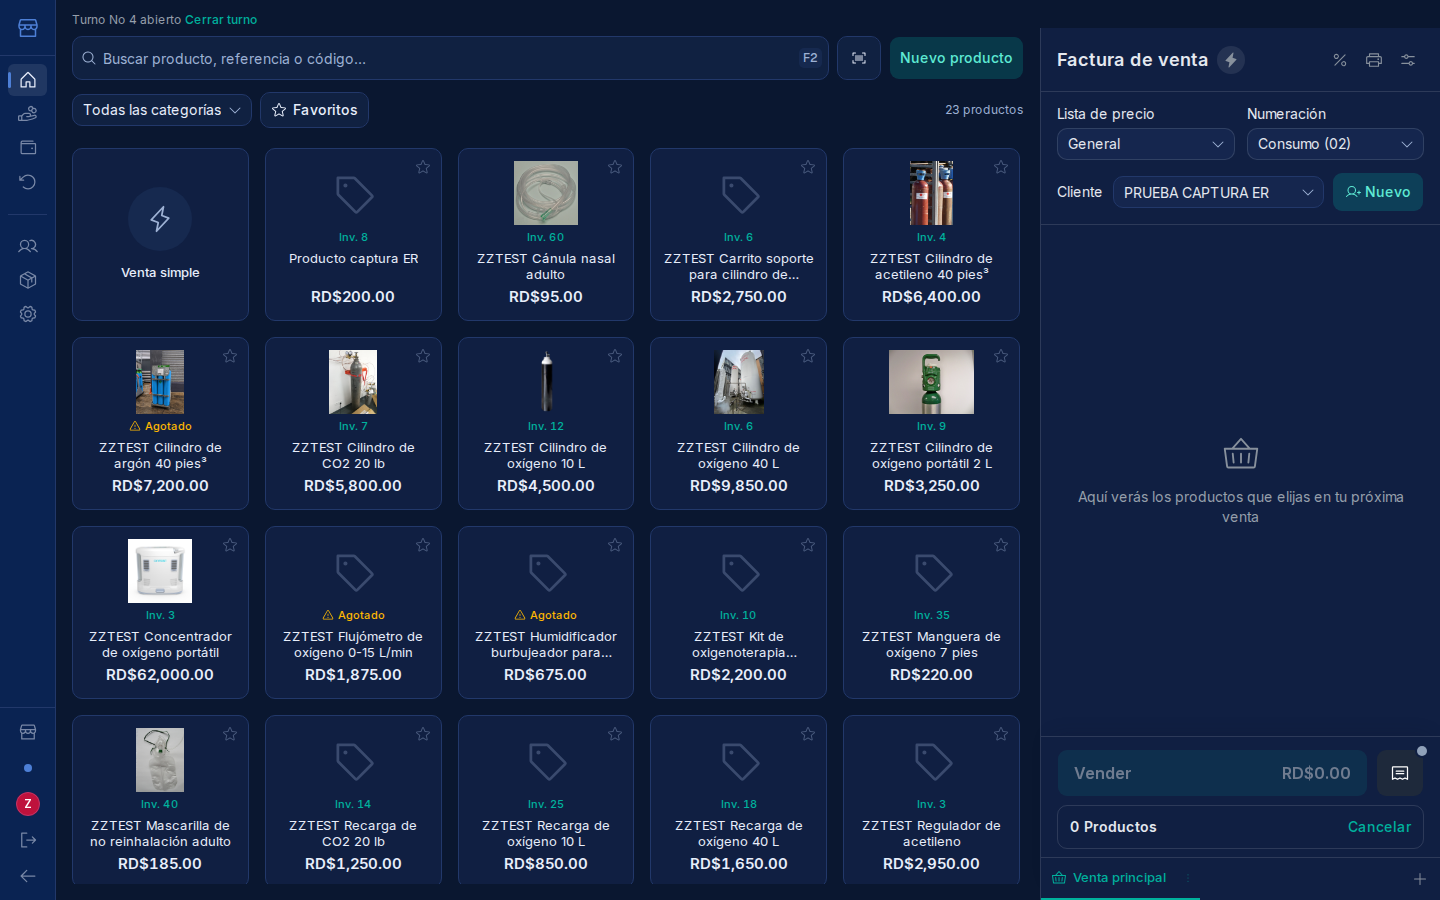 Turno No 4 abierto Cerrar turno
Buscar producto, referencia o código...
F2
Nuevo producto
Todas las categorías
Favoritos
23 productos
Venta simple
Inv. 8
Producto captura ER
RD$200.00
Inv. 60
ZZTEST Cánula nasal
adulto
RD$95.00
Inv. 6
ZZTEST Carrito soporte
para cilindro de...
RD$2,750.00
Inv. 4
ZZTEST Cilindro de
acetileno 40 pies³
RD$6,400.00
Agotado
ZZTEST Cilindro de
argón 40 pies³
RD$7,200.00
Inv. 7
ZZTEST Cilindro de
CO2 20 lb
RD$5,800.00
Inv. 12
ZZTEST Cilindro de
oxígeno 10 L
RD$4,500.00
Inv. 6
ZZTEST Cilindro de
oxígeno 40 L
RD$9,850.00
Inv. 9
ZZTEST Cilindro de
oxígeno portátil 2 L
RD$3,250.00
Inv. 3
ZZTEST Concentrador
de oxígeno portátil
RD$62,000.00
Agotado
ZZTEST Flujómetro de
oxígeno 0-15 L/min
RD$1,875.00
Agotado
ZZTEST Humidificador
burbujeador para...
RD$675.00
Inv. 10
ZZTEST Kit de
oxigenoterapia...
RD$2,200.00
Inv. 35
ZZTEST Manguera de
oxígeno 7 pies
RD$220.00
Inv. 40
ZZTEST Mascarilla de
no reinhalación adulto
RD$185.00
Inv. 14
ZZTEST Recarga de
CO2 20 lb
RD$1,250.00
Inv. 25
ZZTEST Recarga de
oxígeno 10 L
RD$850.00
Inv. 18
ZZTEST Recarga de
oxígeno 40 L
RD$1,650.00
Inv. 3
ZZTEST Regulador de
acetileno
RD$2,950.00
Z
Factura de venta
Lista de precio
Numeración
General
Consumo (02)
Cliente
PRUEBA CAPTURA ER
Nuevo
Aquí verás los productos que elijas en tu próxima
venta
Vender RD$0.00
0 Productos
Cancelar
Venta principal